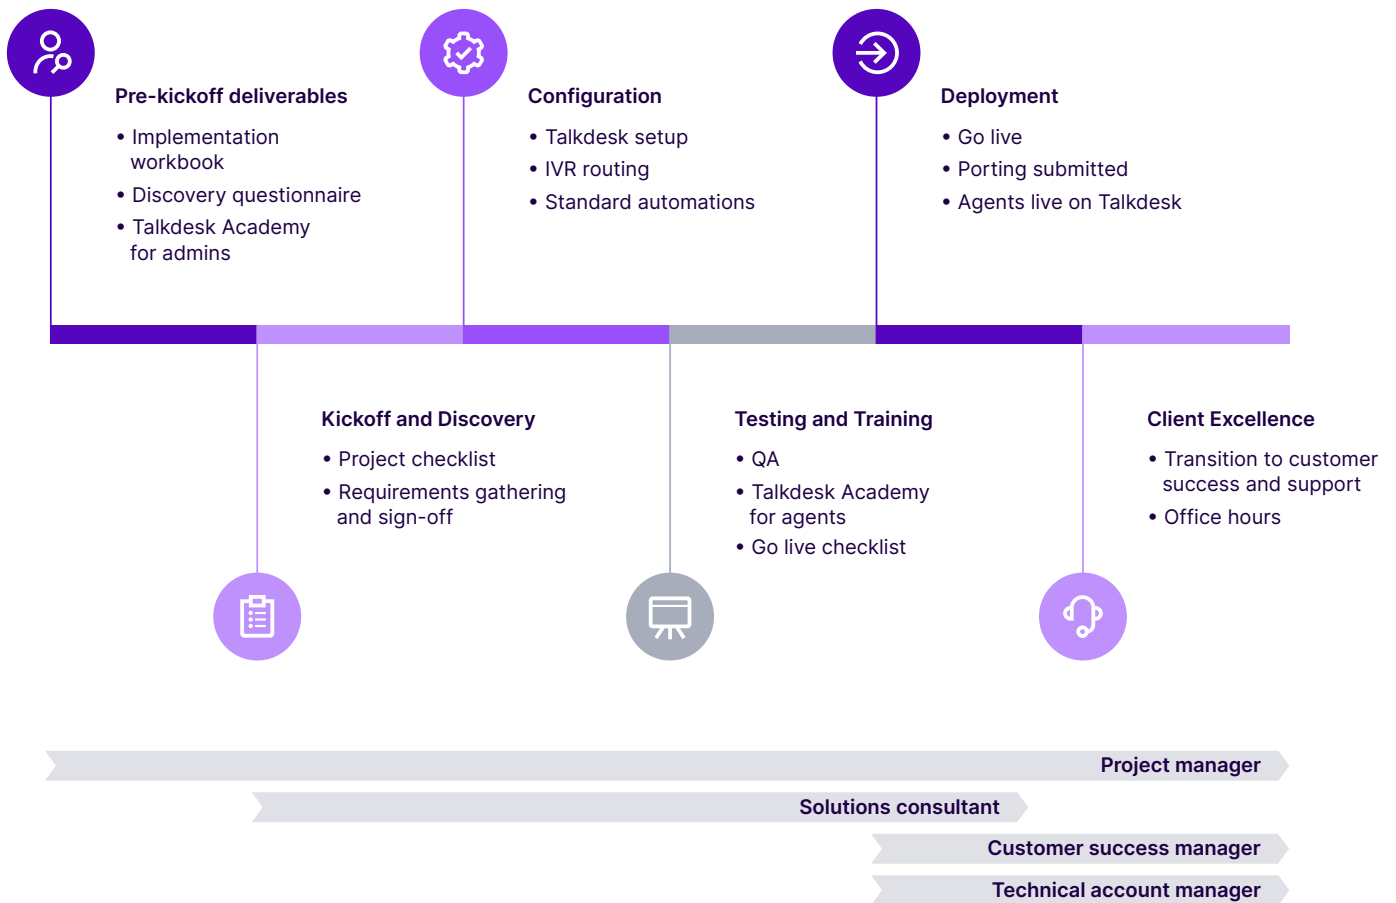 Pre-kickoff deliverables
• Implementation
workbook
• Discovery questionnaire
• Talkdesk Academy
for admins
Configuration
• Talkdesk setup
• IVR routing
• Standard automations
Deployment
• Go live
• Porting submitted
• Agents live on Talkdesk
Kickoff and Discovery
• Project checklist
• Requirements gathering
and sign-off
Testing and Training
• QA
• Talkdesk Academy
for agents
• Go live checklist
Client Excellence
• Transition to customer
success and support
• Office hours
Project manager
Solutions consultant
Customer success manager
Technical account manager